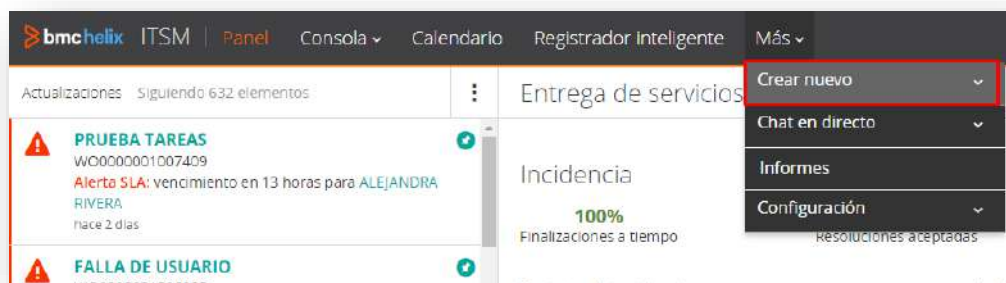 bmchelix ITSM | Panel Consola Calendario Registrador inteligente Más
Actualizaciones Siguiendo 632 elementos
Entrega de servicios
Crear nuevo
Chat en directo
Informes
Configuración
PRUEBA TAREAS
WO0000001007409
Alerta SLA: vencimiento en 13 horas para ALEJANDRA
RIVERA
hace 2 días
Incidencia
100%
Finalizaciones a tiempo
Resoluciones aceptadas
FALLA DE USUARIO